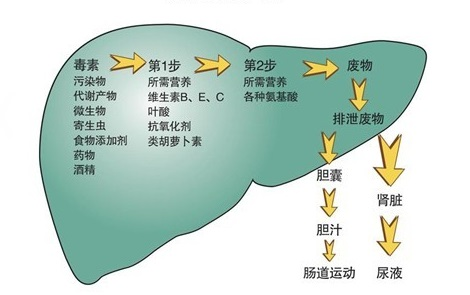 毒素
污染物
代谢产物
微生物
寄生虫
食物添加剂
药物
酒精
第1步
所需营养
维生素B、E、C
叶酸
抗氧化剂
类胡萝卜素
第2步
所需营养
各种氨基酸
废物
排泄废物
胆囊
胆汁
肠道运动
肾脏
尿液